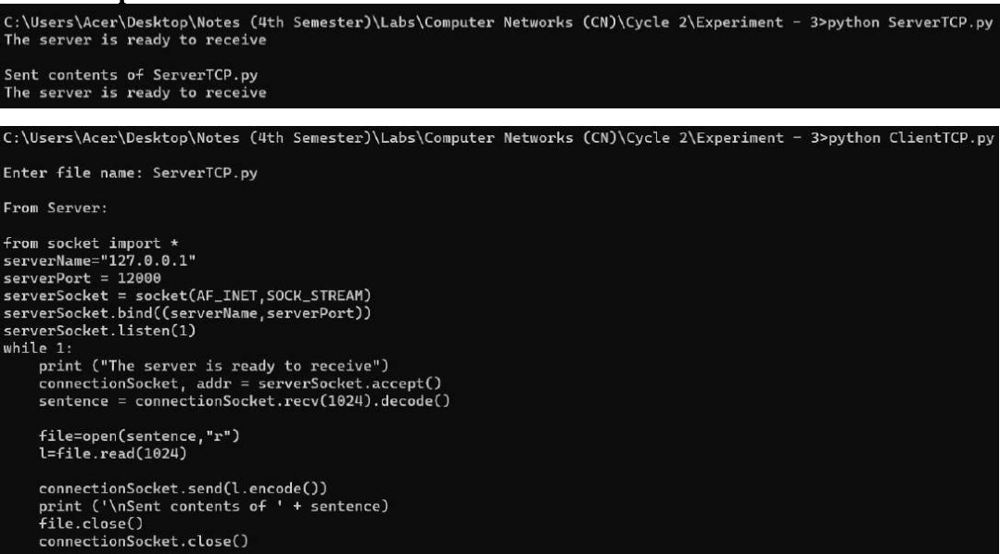 C:\Users\Acer\Desktop\Notes (4th Semester)\Labs\Computer Networks (CN)\Cycle 2\Experiment - 3>python ServerTCP.py
The server is ready to receive
Sent contents of ServerTCP.py
The server is ready to receive
C:\Users\Acer\Desktop\Notes (4th Semester)\Labs\Computer Networks (CN)\Cycle 2\Experiment - 3>python ClientTCP.py
Enter file name: ServerTCP.py
From Server:
from socket import *
serverName="127.0.0.1"
serverPort = 12000
serverSocket = socket(AF_INET,SOCK_STREAM)
serverSocket.bind((serverName,serverPort))
serverSocket.listen(1)
while 1:
    print ("The server is ready to receive")
    connectionSocket, addr = serverSocket.accept()
    sentence = connectionSocket.recv(1024).decode()
    file=open(sentence,"r")
    l=file.read(1024)
    connectionSocket.send(l.encode())
    print ('\nSent contents of ' + sentence)
    file.close()
    connectionSocket.close()